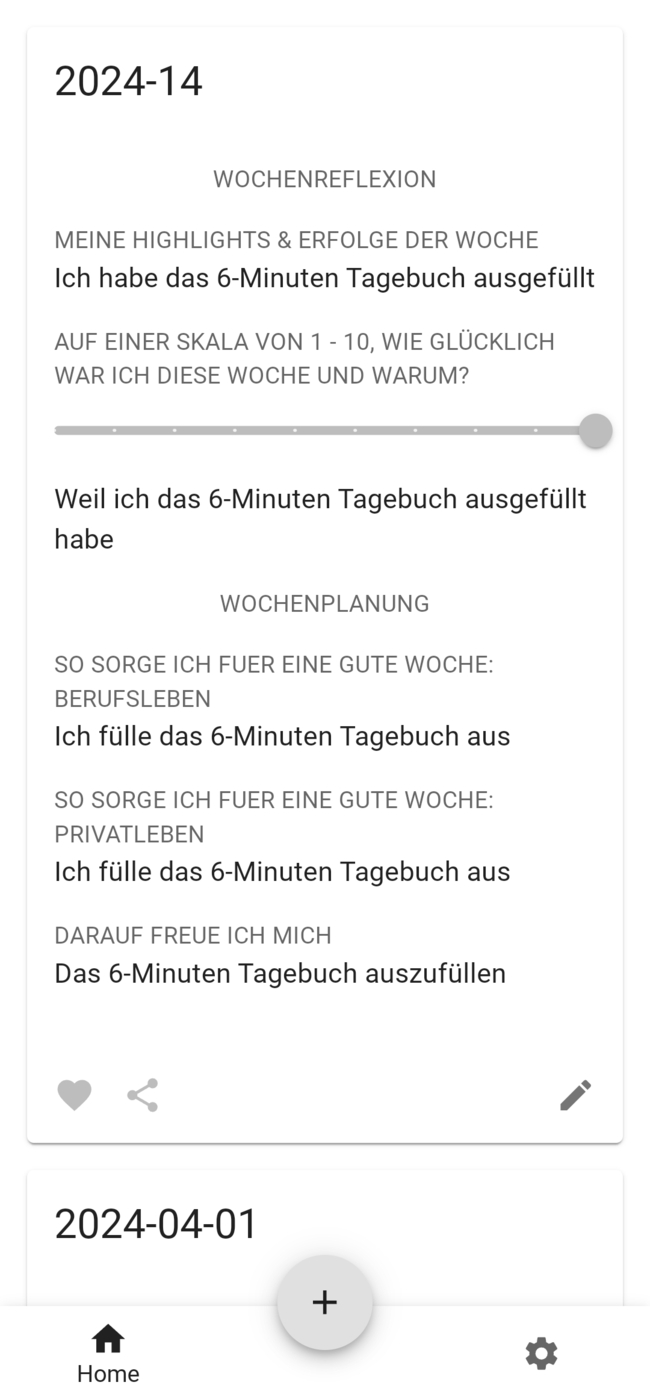 2024-14
WOCHENREFLEXION
MEINE HIGHLIGHTS & ERFOLGE DER WOCHE
Ich habe das 6-Minuten Tagebuch ausgefüllt
AUF EINER SKALA VON 1 - 10, WIE GLÜCKLICH
WAR ICH DIESE WOCHE UND WARUM?
Weil ich das 6-Minuten Tagebuch ausgefüllt
habe
WOCHENPLANUNG
SO SORGE ICH FUER EINE GUTE WOCHE:
BERUFSLEBEN
Ich fülle das 6-Minuten Tagebuch aus
SO SORGE ICH FUER EINE GUTE WOCHE:
PRIVATLEBEN
Ich fülle das 6-Minuten Tagebuch aus
DARAUF FREUE ICH MICH
Das 6-Minuten Tagebuch auszufüllen
2024-04-01
Home